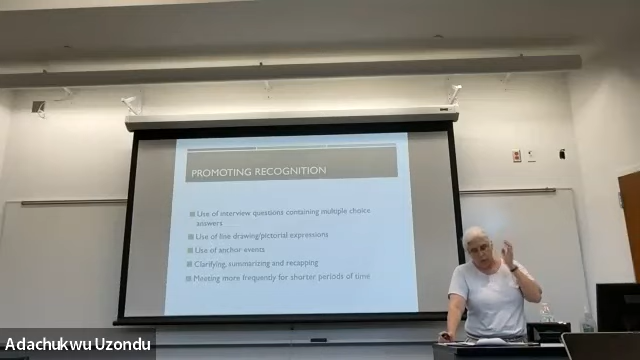 PROMOTING RECOGNITION
Use of interview questions containing multiple choice
answers
Use of line drawing/pictorial expressions
Use of anchor events
Clarifying, summarizing and recapping
Meeting more frequently for shorter periods of time
Adachukwu Uzondu